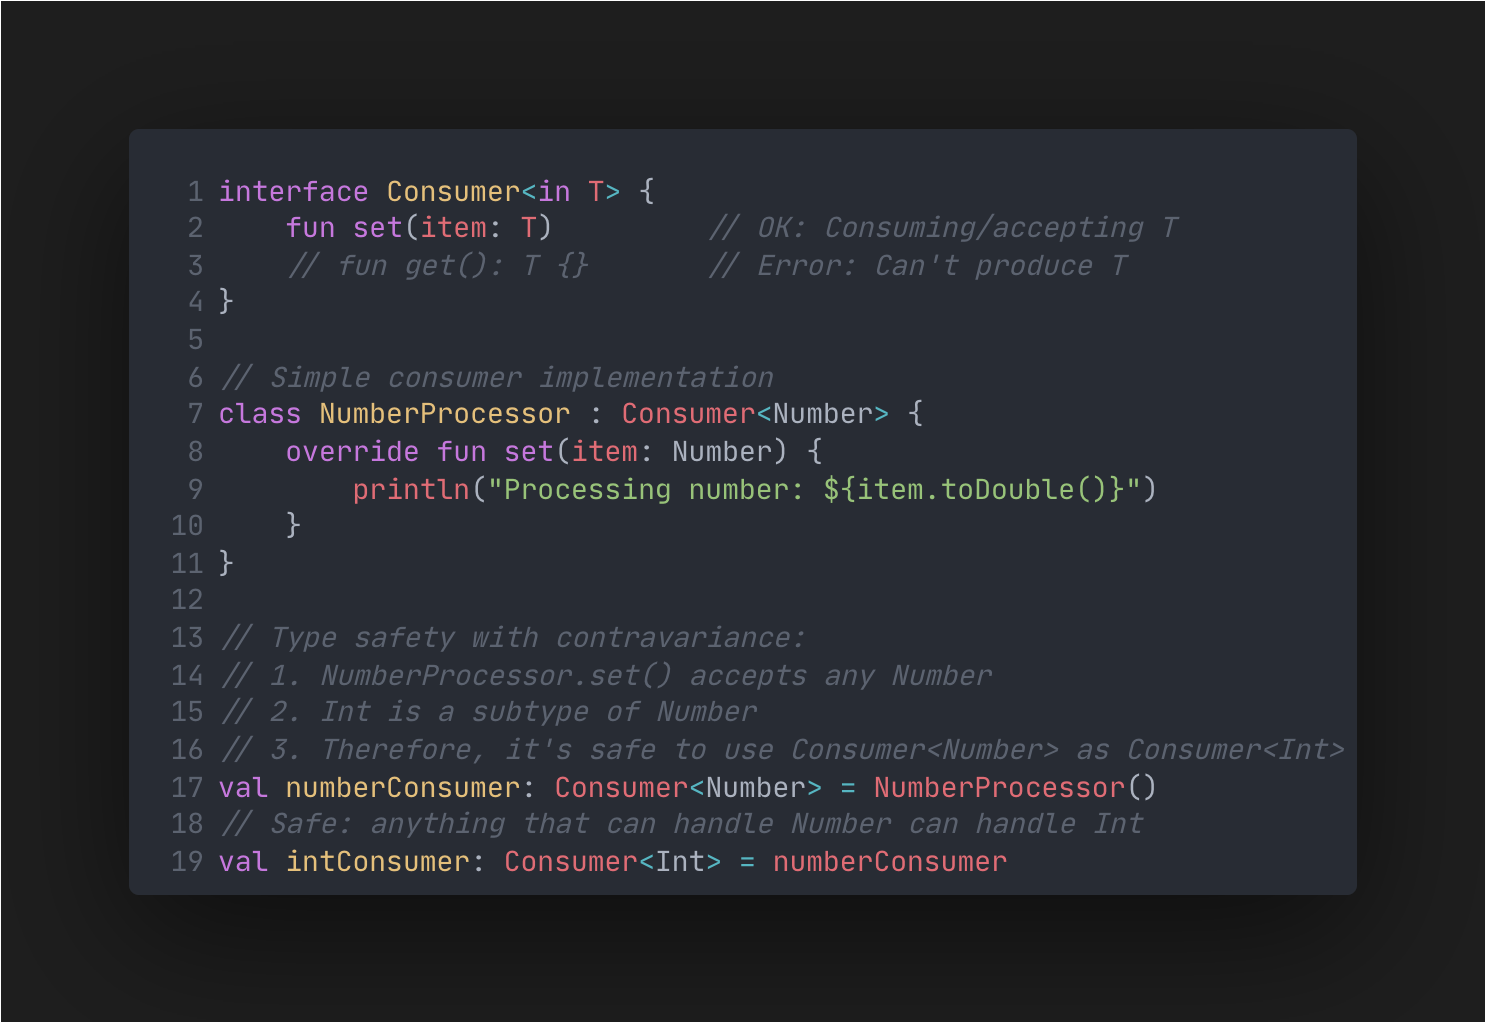 1 interface Consumer<in T> {
2     fun set(item: T)          // OK: Consuming/accepting T
3     // fun get(): T {}        // Error: Can't produce T
4 }
5
6 // Simple consumer implementation
7 class NumberProcessor : Consumer<Number> {
8     override fun set(item: Number) {
9         println("Processing number: ${item.toDouble()}")
10     }
11 }
12
13 // Type safety with contravariance:
14 // 1. NumberProcessor.set() accepts any Number
15 // 2. Int is a subtype of Number
16 // 3. Therefore, it's safe to use Consumer<Number> as Consumer<Int>
17 val numberConsumer: Consumer<Number> = NumberProcessor()
18 // Safe: anything that can handle Number can handle Int
19 val intConsumer: Consumer<Int> = numberConsumer